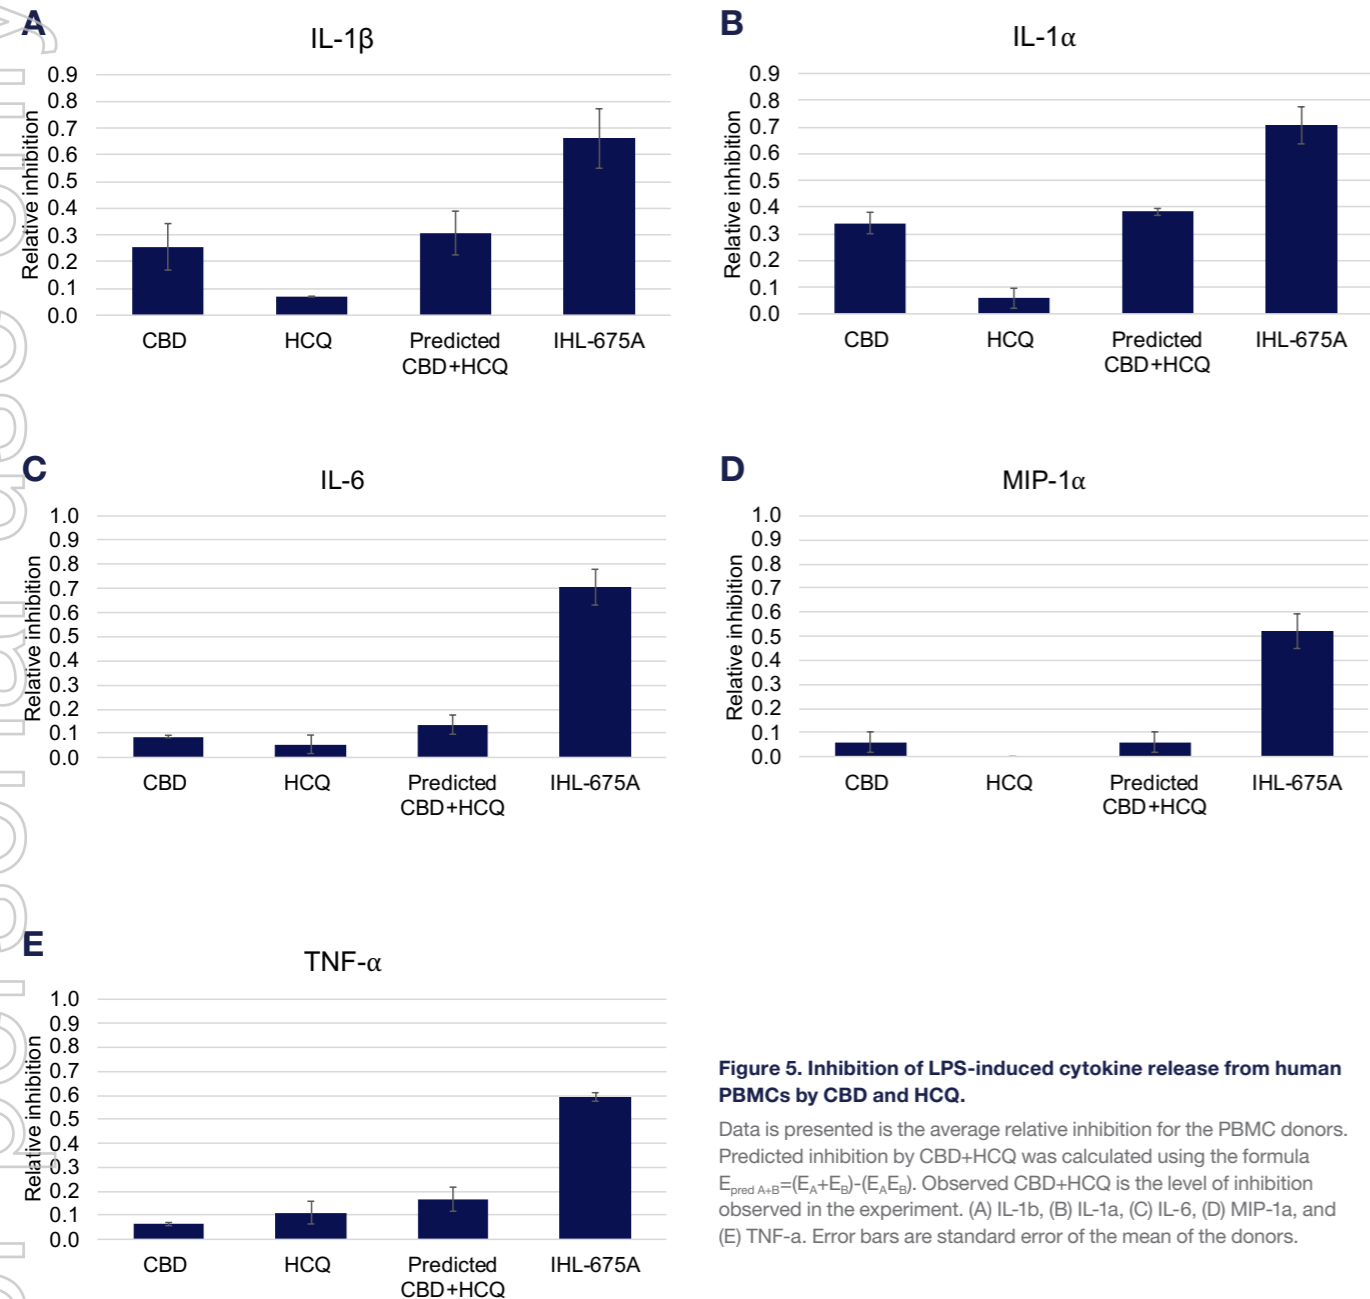 A
IL-1β
Relative inhibition
0.9
0.8
0.7
0.6
0.5
0.4
0.3
0.2
0.1
0.0
CBD
HCQ
Predicted
CBD+HCQ
IHL-675A
B
IL-1α
Relative inhibition
0.9
0.8
0.7
0.6
0.5
0.4
0.3
0.2
0.1
0.0
CBD
HCQ
Predicted
CBD+HCQ
IHL-675A
C
IL-6
Relative inhibition
1.0
0.9
0.8
0.7
0.6
0.5
0.4
0.3
0.2
0.1
0.0
CBD
HCQ
Predicted
CBD+HCQ
IHL-675A
D
MIP-1α
Relative inhibition
1.0
0.9
0.8
0.7
0.6
0.5
0.4
0.3
0.2
0.1
0.0
CBD
HCQ
Predicted
CBD+HCQ
IHL-675A
E
TNF-α
Relative inhibition
1.0
0.9
0.8
0.7
0.6
0.5
0.4
0.3
0.2
0.1
0.0
CBD
HCQ
Predicted
CBD+HCQ
IHL-675A
Figure 5. Inhibition of LPS-induced cytokine release from human
PBMCs by CBD and HCQ.
Data is presented is the average relative inhibition for the PBMC donors.
Predicted inhibition by CBD+HCQ was calculated using the formula
E pred A+B=(EA+EB)-(EAEB). Observed CBD+HCQ is the level of inhibition
observed in the experiment. (A) IL-1b, (B) IL-1a, (C) IL-6, (D) MIP-1a, and
(E) TNF-a. Error bars are standard error of the mean of the donors.